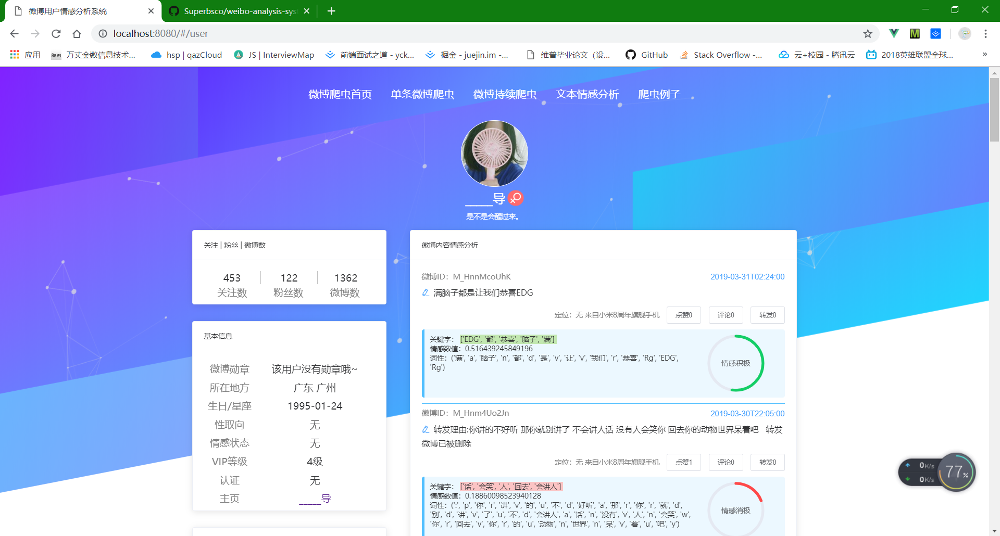 微博用户情感分析系统
Superbsco/weibo-analysis-syst
localhost:8080/#/user
应用
万丈金数信息技术...
hsp | qazCloud
JS | InterviewMap
前端面试之道 - yck...
掘金 - juejin.im -...
维普毕业论文（设...
GitHub
Stack Overflow -...
云+校园 - 腾讯云
2018英雄联盟全球...
»
微博爬虫首页 单条微博爬虫 微博持续爬虫 文本情感分析 爬虫例子
_____导
是不是会醒过来。
关注 | 粉丝 | 微博数
453 122 1362
关注数 粉丝数 微博数
基本信息
微博勋章 该用户没有勋章哦~
所在地方 广东 广州
生日/星座 1995-01-24
性取向 无
情感状态 无
VIP等级 4级
认证 无
主页 _____导
微博内容情感分析
微博ID： M_HnnMcoUhK 2019-03-31T02:24:00
满脑子都是让我们恭喜EDG
定位：无 来自小米8周年旗舰手机 点赞0 评论0 转发0
关键字： ['EDG', '都', '恭喜', '脑子', '满']
情感数值：0.516439245849196
词性：('满', 'a', '脑子', 'n', '都', 'd', '是', 'v', '让', 'v', '我们', 'r', '恭喜', 'Rg', 'EDG',
'Rg')
情感积极
微博ID： M_Hnm4Uo2Jn 2019-03-30T22:05:00
转发理由:你讲的不好听 那你就别讲了 不会讲人话 没有人会笑你 回去你的动物世界呆着吧 转发
微博已被删除
定位：无 来自小米8周年旗舰手机 点赞1 评论0 转发0
关键字： ['话', '会笑', '人', '回去', '会讲人']
情感数值：0.18860098523940128
词性：(':', 'p', '你', 'r', '讲', 'v', '的', 'u', '不', 'd', '好听', 'a', '那', 'r', '你', 'r', '就', 'd',
'别', 'd', '讲', 'v', '了', 'u', '不', 'd', '会讲人', 'a', '话', 'n', '没有', 'v', '人', 'n', '会笑', 'w',
'你', 'r', '回去', 'v', '你', 'r', '的', 'u', '动物', 'n', '世界', 'n', '呆', 'v', '着', 'u', '吧', 'y')
情感消极
0K/s
0K/s
77%